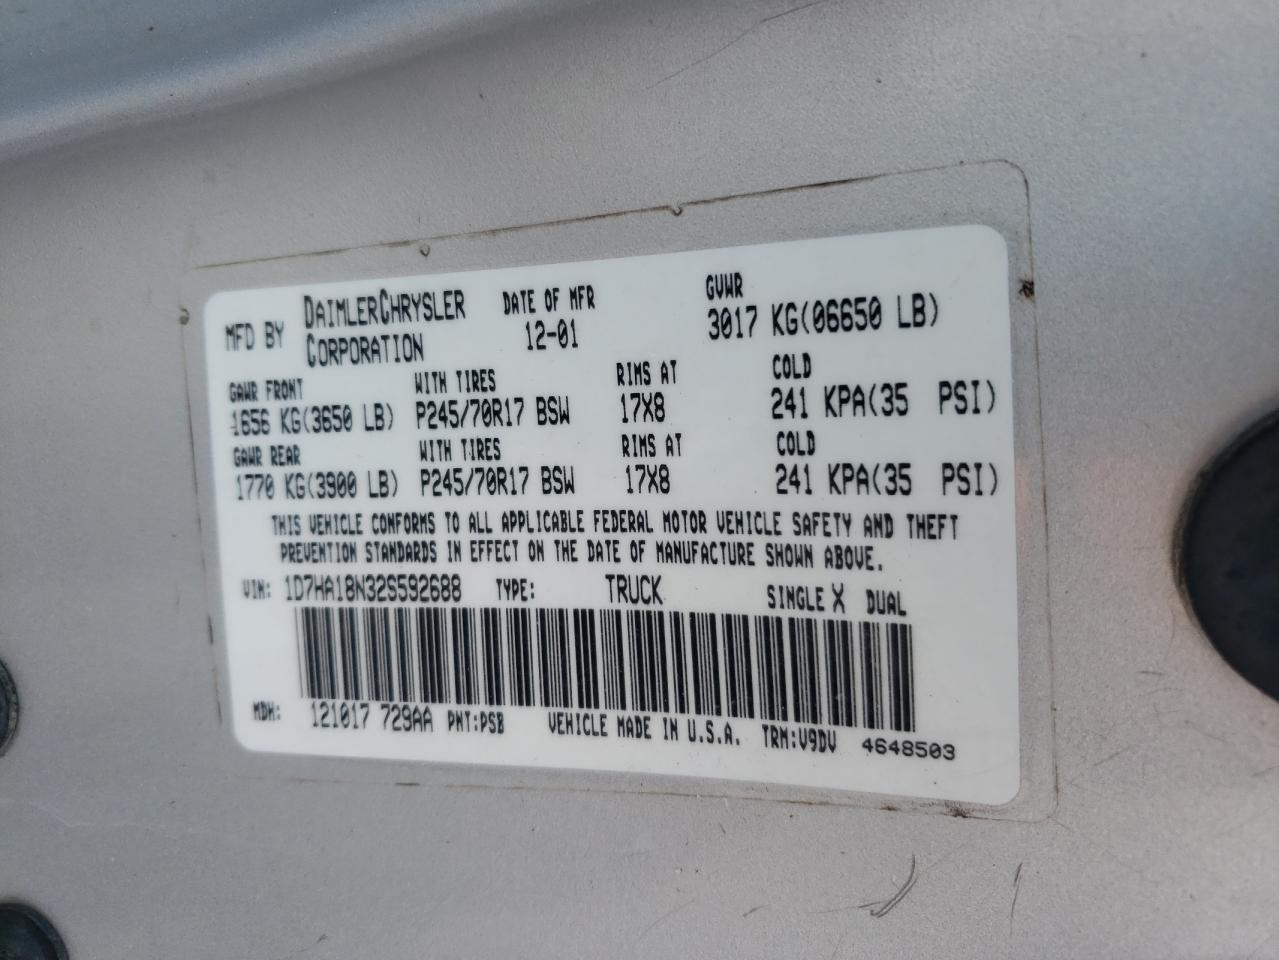 MFD BY DAIMLERCHRYSLER CORPORATION DATE OF MFR 12-01 GVWR 3017 KG(06650 LB)
GAWR FRONT WITH TIRES RIMS AT COLD
1656 KG(3650 LB) P245/70R17 BSW 17X8 241 KPA(35 PSI)
GAWR REAR WITH TIRES RIMS AT COLD
1770 KG(3900 LB) P245/70R17 BSW 17X8 241 KPA(35 PSI)
THIS VEHICLE CONFORMS TO ALL APPLICABLE FEDERAL MOTOR VEHICLE SAFETY AND THEFT
PREVENTION STANDARDS IN EFFECT ON THE DATE OF MANUFACTURE SHOWN ABOVE.
VIN: 1D7HA18N32S592688 TYPE: TRUCK SINGLE X DUAL
MDH: 121017 729AA PNT:PSB VEHICLE MADE IN U.S.A. TRM:V9DV 4648503